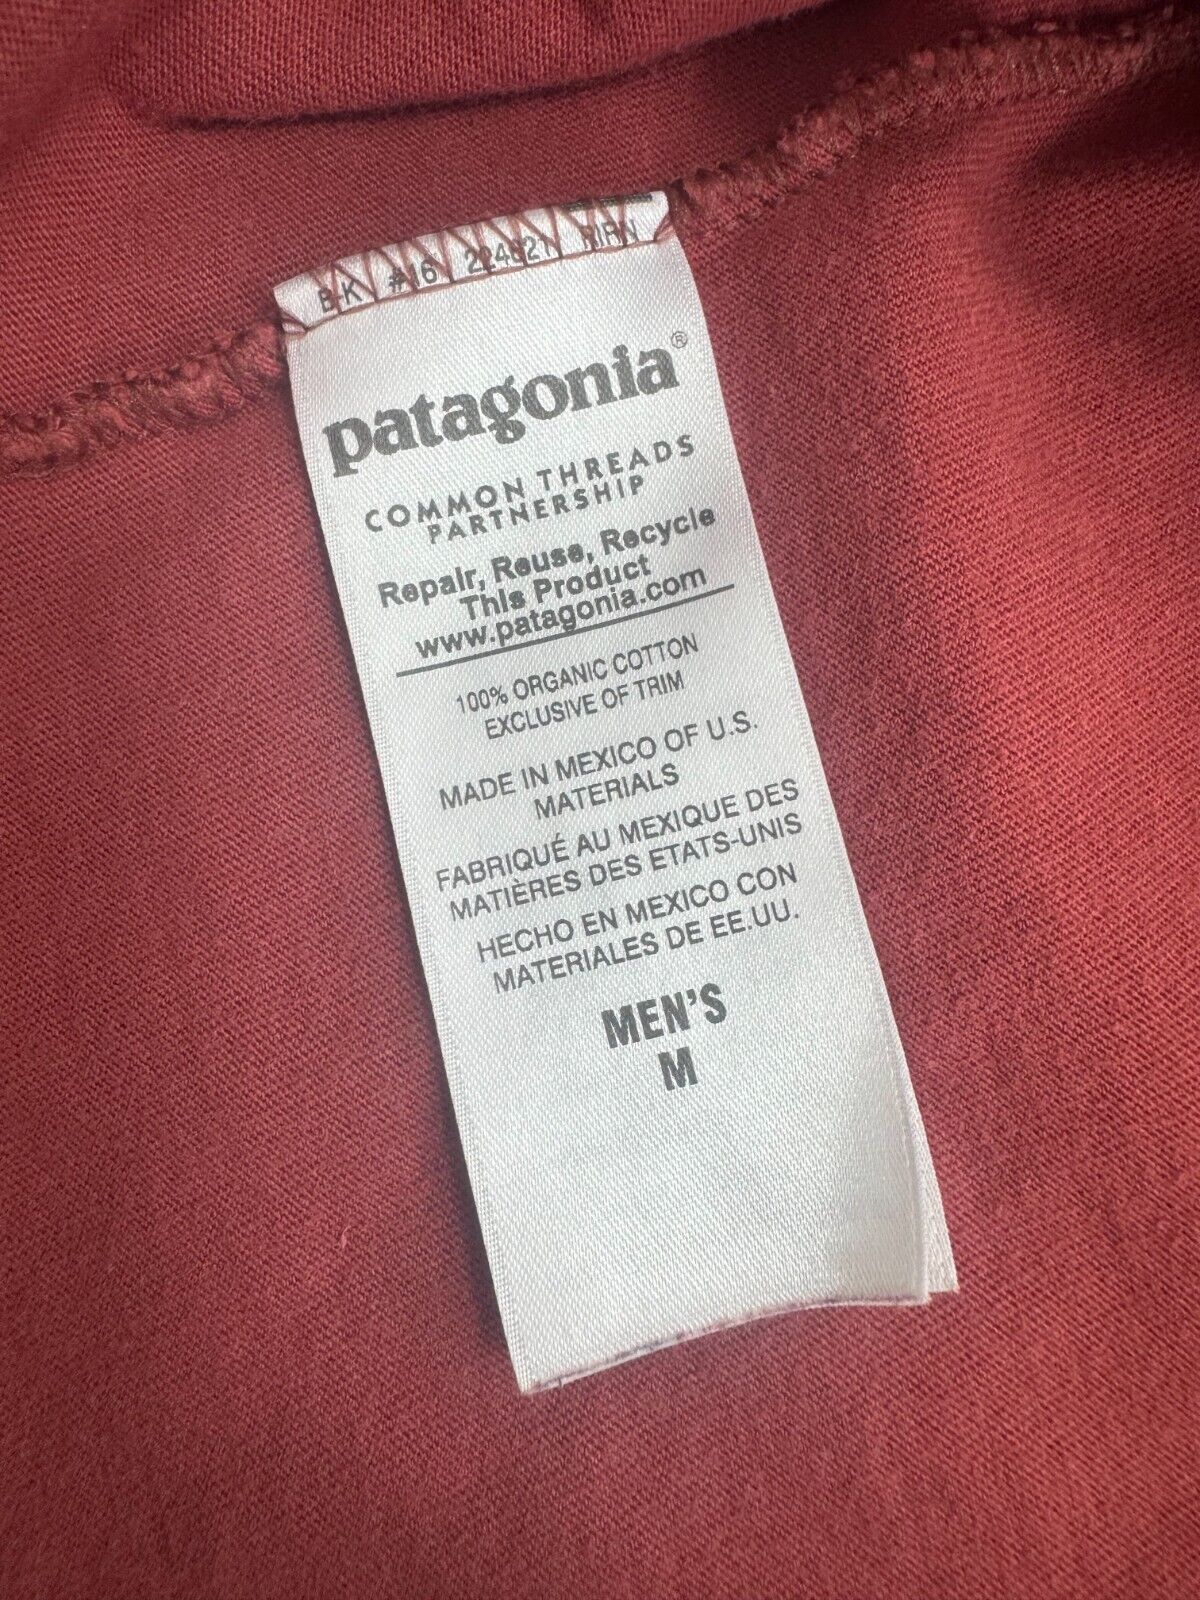 #16
patagonia®
COMMON THREADS
PARTNERSHIP
Repair, Reuse, Recycle
This Product
www.patagonia.com
100% ORGANIC COTTON
EXCLUSIVE OF TRIM
MADE IN MEXICO OF U.S.
MATERIALS
FABRIQUÉ AU MEXIQUE DES
MATIÈRES DES ETATS-UNIS
HECHO EN MEXICO CON
MATERIALES DE EE.UU.
MEN'S
M